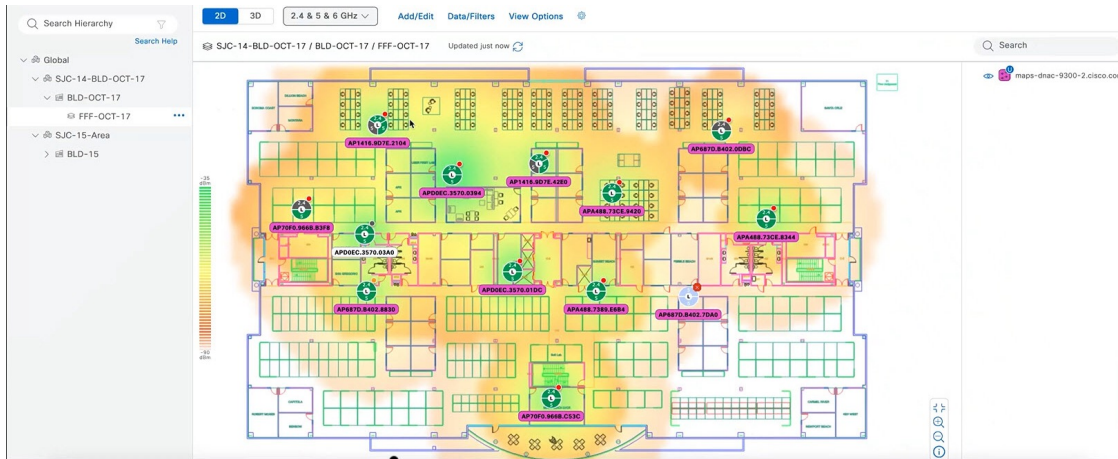 Search Hierarchy
Search Help
Global
SJC-14-BLD-OCT-17
BLD-OCT-17
FFF-OCT-17
SJC-15-Area
BLD-15
2D
3D
2.4 & 5 & 6 GHz
Add/Edit
Data/Filters
View Options
SJC-14-BLD-OCT-17 / BLD-OCT-17 / FFF-OCT-17
Updated just now
Search
maps-dnac-9300-2.cisco.co
-35
dBm
-90
dBm
AP1416.9D7E.2104
AP687D.B402.0DBC
AP1416.9D7E.42E0
APD0EC.3570.0394
APA488.73CE.9420
AP70F0.966B.B3F8
APA488.73CE.8344
APD0EC.3570.03A0
APD0EC.3570.01DC
AP687D.B402.8830
APA488.7389.E6B4
AP687D.B402.7DA0
AP70F0.966B.C53C